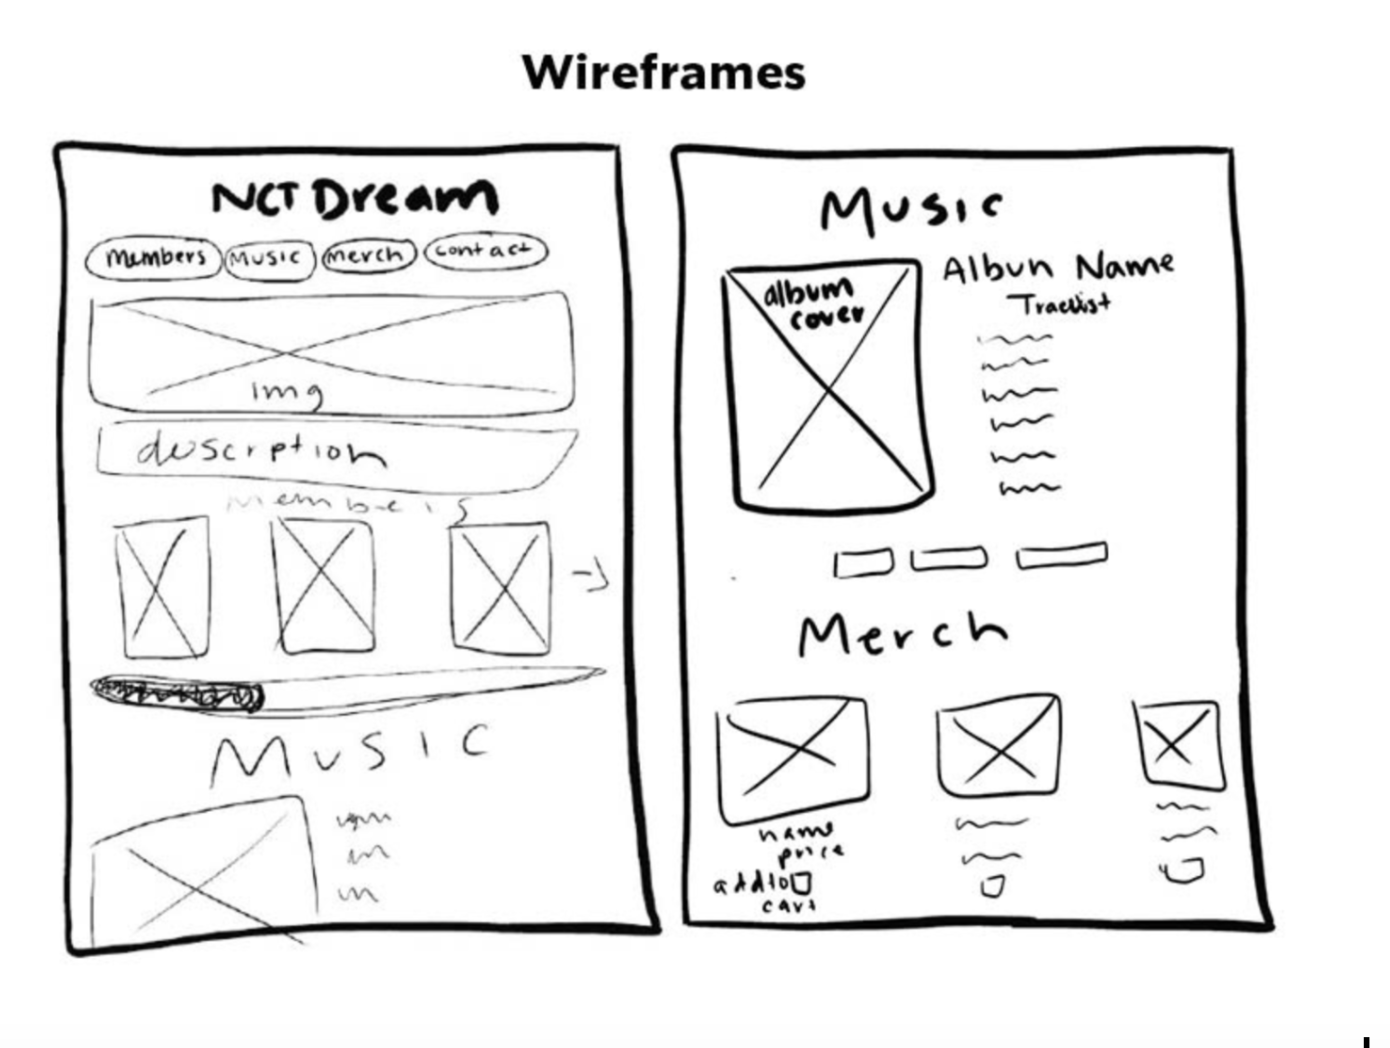 Wireframes
NCT Dream
Members Music Merch Contact
img
duscrption
Members
Music
Music
album
cover
Albun Name
Tracklist
Merch
name
price
add to
cart